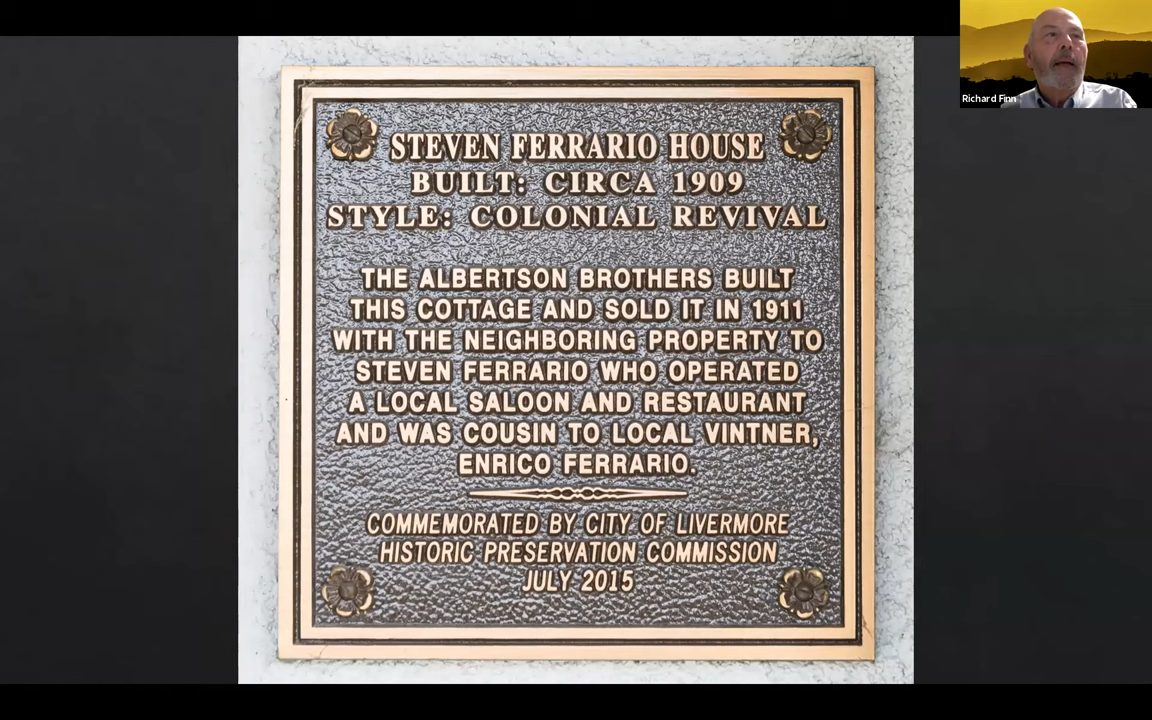 STEVEN FERRARIO HOUSE
BUILT: CIRCA 1909
STYLE: COLONIAL REVIVAL
THE ALBERTSON BROTHERS BUILT
THIS COTTAGE AND SOLD IT IN 1911
WITH THE NEIGHBORING PROPERTY TO
STEVEN FERRARIO WHO OPERATED
A LOCAL SALOON AND RESTAURANT
AND WAS COUSIN TO LOCAL VINTNER,
ENRICO FERRARIO.
COMMEMORATED BY CITY OF LIVERMORE
HISTORIC PRESERVATION COMMISSION
JULY 2015
Richard Finn